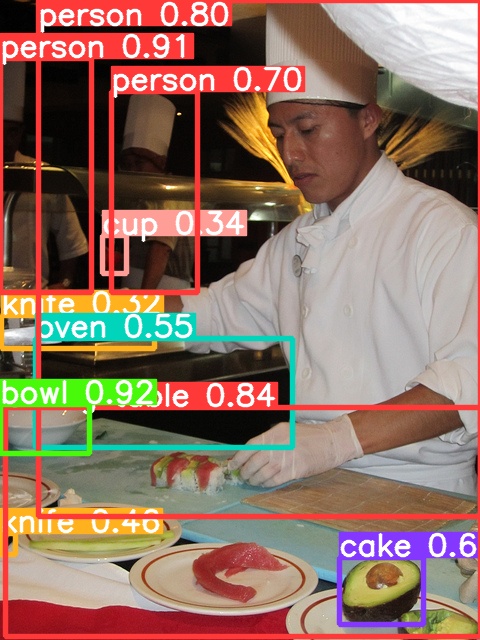 person 0.80
person 0.91
person 0.70
cup 0.34
knife 0.32
oven 0.55
bowl 0.92
table 0.84
knife 0.46
cake 0.6